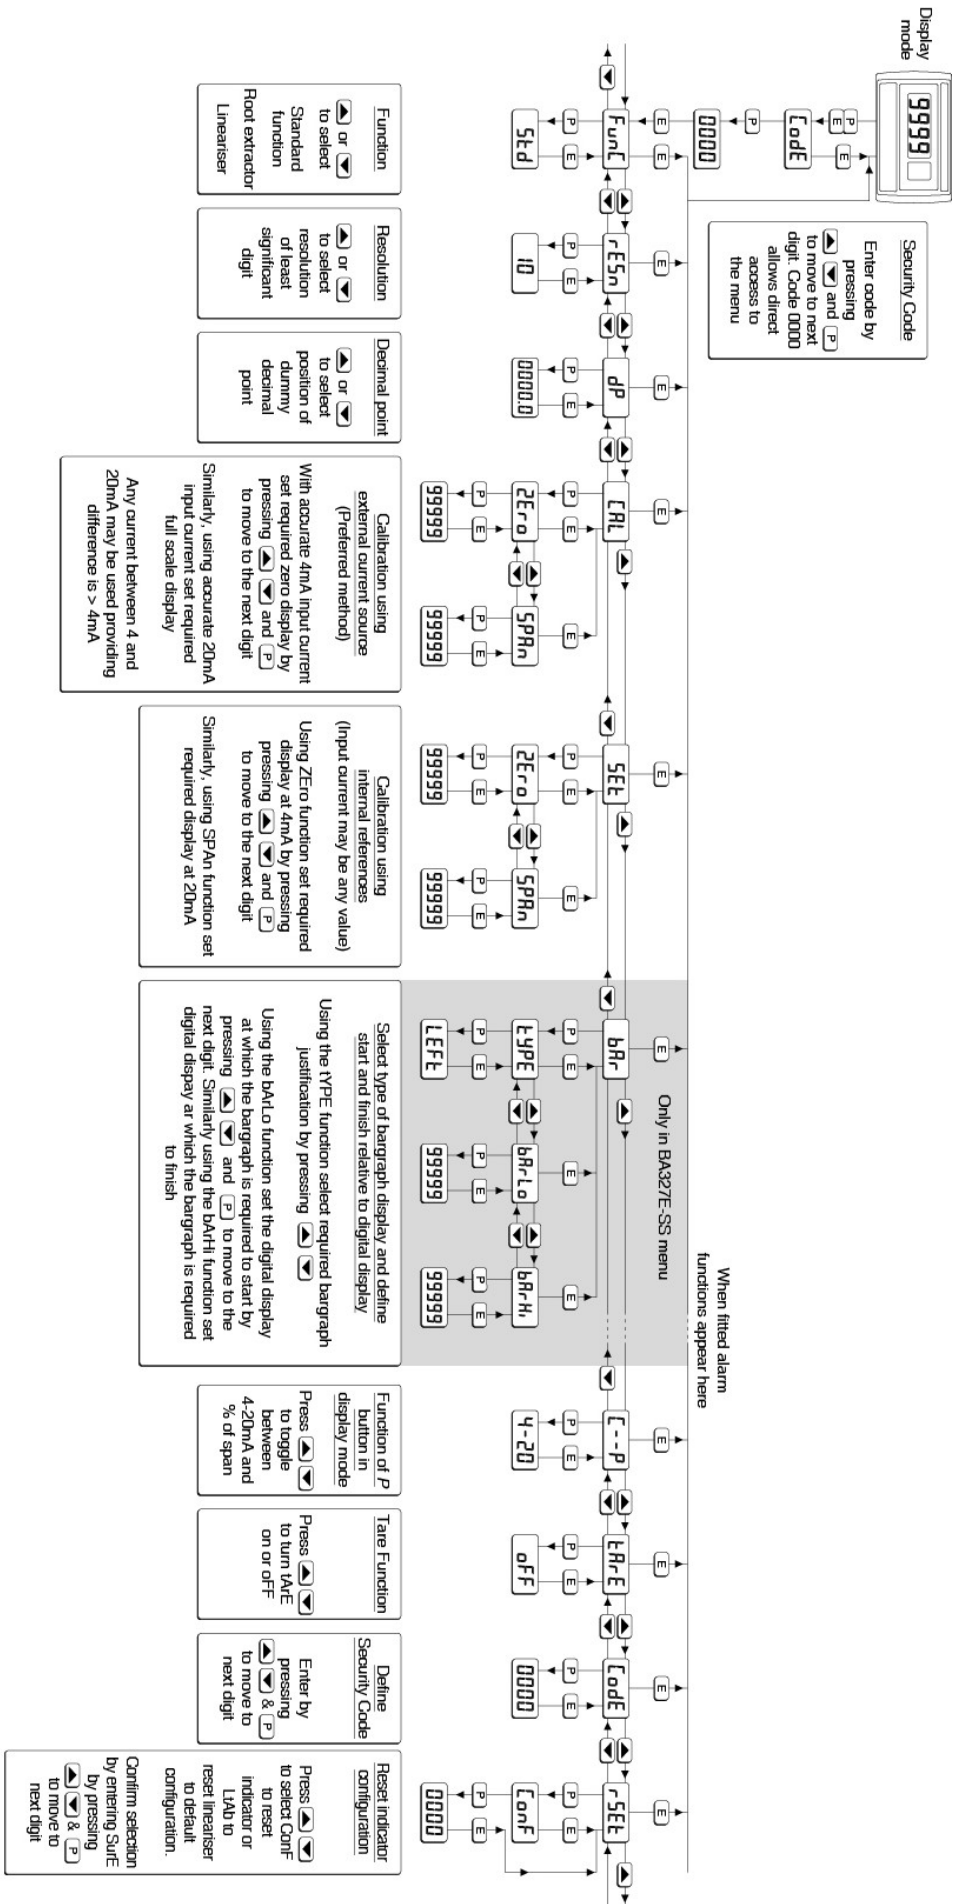 Display
mode
9999
P
E
E
CodE
P
0000
E
E
Security Code
Enter code by
pressing
▲ ▼ and P
to move to next
digit. Code 0000
allows direct
access to
the menu
When fitted alarm
functions appear here
Only in BA327E-SS menu
FunC
P
E
Std
E
rESn
P
E
10
E
dP
P
E
0000.0
E
CAL
P
E
ZEro
P
E
99999
E
SPAn
P
E
99999
E
SEt
P
E
ZEro
P
E
99999
E
SPAn
P
E
99999
E
bAr
P
E
tYPE
P
E
LEFt
E
bArLo
P
E
99999
E
bArHi
P
E
99999
E
C--P
P
E
4-20
E
tArE
P
E
oFF
E
CodE
P
E
0000
E
rSEt
P
E
ConF
P
E
0000
Function
▲ or ▼
to select
Standard
function
Root extractor
Lineariser
Resolution
▲ or ▼
to select
resolution
of least
significant
digit
Decimal point
▲ or ▼
to select
position of
dummy
decimal
point
Calibration using
external current source
(Preferred method)
With accurate 4mA input current
set required zero display by
pressing ▲ ▼ and P
to move to the next digit
Similarly, using accurate 20mA
input current set required
full scale display
Any current between 4 and
20mA may be used providing
difference is > 4mA
Calibration using
internal references
(Input current may be any value)
Using ZEro function set required
display at 4mA by pressing
pressing ▲ ▼ and P
to move to the next digit
Similarly, using SPAn function set
required display at 20mA
Select type of bargraph display and define
start and finish relative to digital display
Using the tYPE function select required bargraph
justification by pressing ▲ ▼
Using the bArLo function set the digital display
at which the bargraph is required to start by
pressing ▲ ▼ and P to move to the
next digit. Similarly using the bArHi function set
digital dispay ar which the bargraph is required
to finish
Function of P
button in
display mode
Press ▲ ▼
to toggle
between
4-20mA and
% of span
Tare Function
Press ▲ ▼
to turn tArE
on or oFF
Define
Security Code
Enter by
pressing
▲ ▼ & P
to move to
next digit
Reset indicator
configuration
Press ▲ ▼
to select ConF
to reset
indicator or
LtAb to
reset lineariser
to default
configuration.
Confirm selection
by entering SurE
by pressing
▲ ▼ & P
to move to
next digit